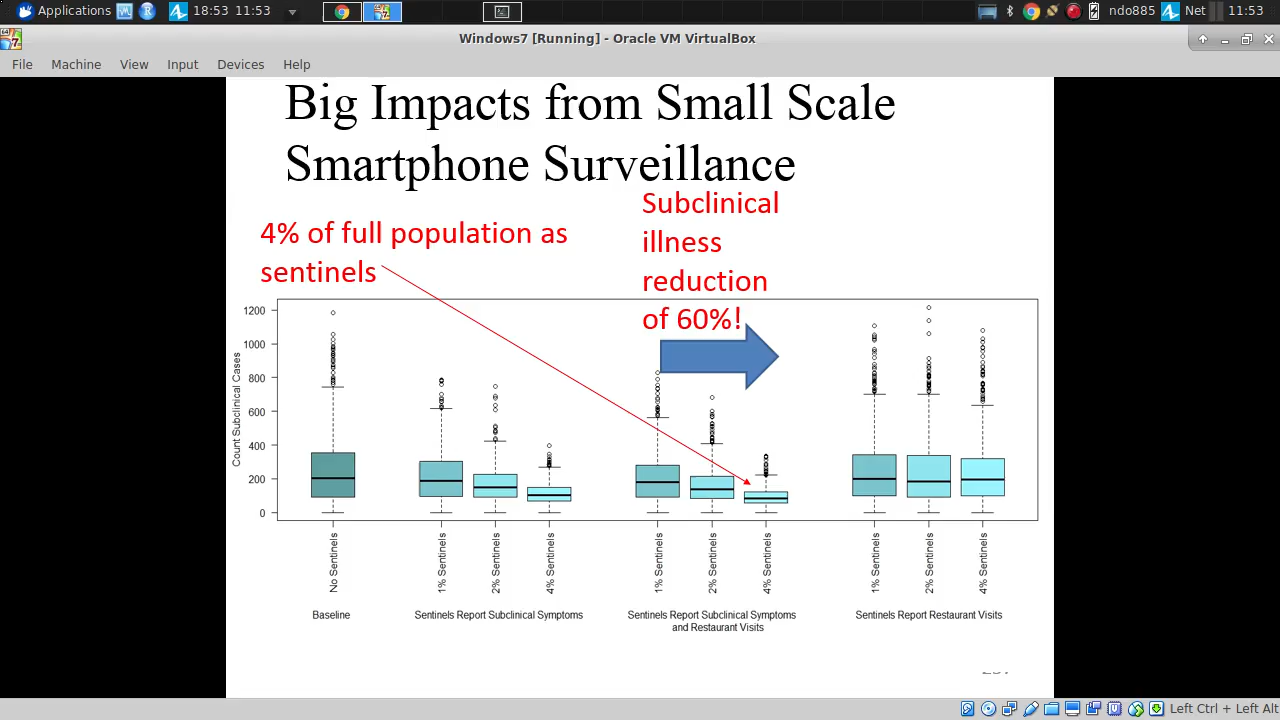 Applications
18:53 11:53
ndo885
Net
11:53
Windows7 [Running] - Oracle VM VirtualBox
File Machine View Input Devices Help
Big Impacts from Small Scale
Smartphone Surveillance
4% of full population as
sentinels
Subclinical
illness
reduction
of 60%!
Count Subclinical Cases
1200
1000
800
600
400
200
0
No Sentinels
1% Sentinels
2% Sentinels
4% Sentinels
1% Sentinels
2% Sentinels
4% Sentinels
1% Sentinels
2% Sentinels
4% Sentinels
Baseline
Sentinels Report Subclinical Symptoms
Sentinels Report Subclinical Symptoms
and Restaurant Visits
Sentinels Report Restaurant Visits
Left Ctrl + Left Alt